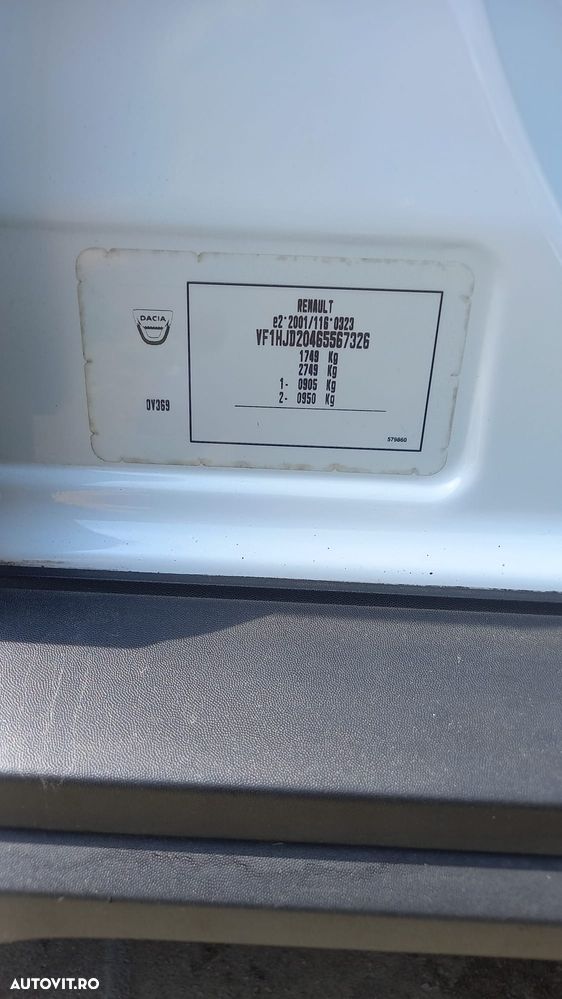 DACIA
RENAULT
e2*2001/116*0323
VF1HJD20465567326
1749 Kg
2749 Kg
1- 0905 Kg
2- 0950 Kg
DV369
579860
AUTOVIT.RO